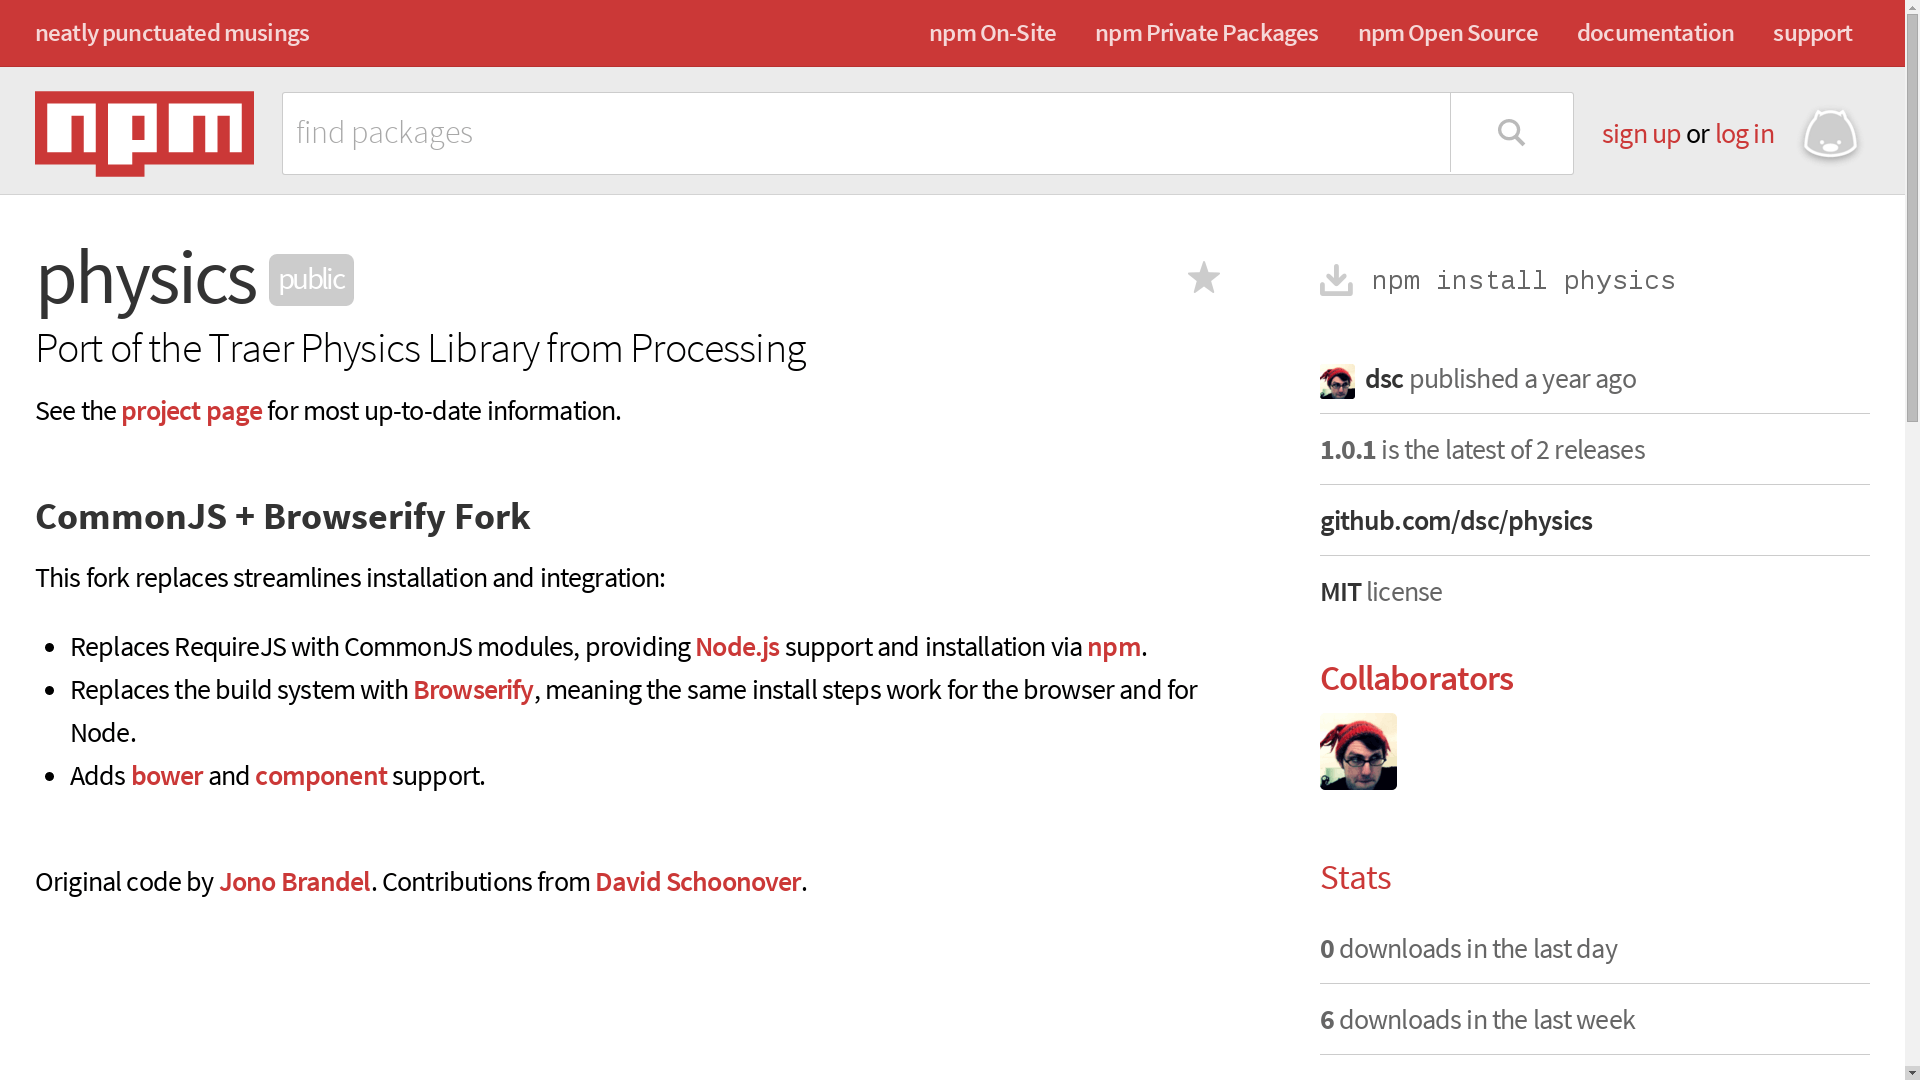 neatly punctuated musings
npm On-Site
npm Private Packages
npm Open Source
documentation
support
npm
find packages
sign up or log in
physics public
Port of the Traer Physics Library from Processing
See the project page for most up-to-date information.
CommonJS + Browserify Fork
This fork replaces streamlines installation and integration:
Replaces RequireJS with CommonJS modules, providing Node.js support and installation via npm.
Replaces the build system with Browserify, meaning the same install steps work for the browser and for
Node.
Adds bower and component support.
Original code by Jono Brandel. Contributions from David Schoonover.
npm install physics
dsc published a year ago
1.0.1 is the latest of 2 releases
github.com/dsc/physics
MIT license
Collaborators
Stats
0 downloads in the last day
6 downloads in the last week